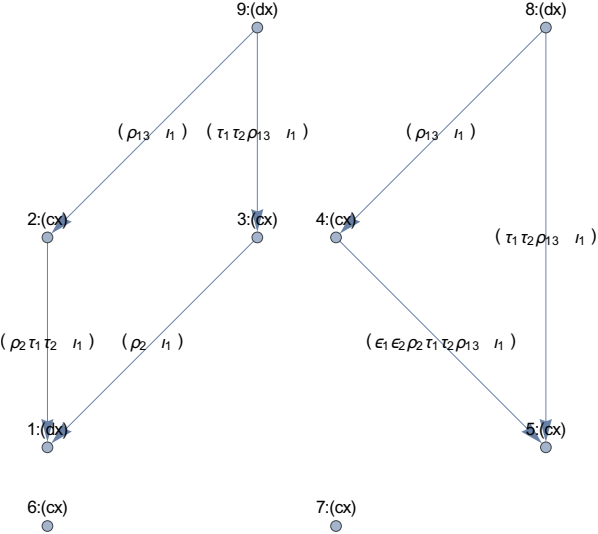 9:(dx)
8:(dx)
(ρ₁₃ ι₁)
(τ₁τ₂ρ₁₃ ι₁)
(ρ₁₃ ι₁)
2:(cx)
3:(cx)
4:(cx)
(τ₁τ₂ρ₁₃ ι₁)
(ρ₂τ₁τ₂ ι₁)
(ρ₂ ι₁)
(ϵ₁ϵ₂ρ₂τ₁τ₂ρ₁₃ ι₁)
1:(dx)
5:(cx)
6:(cx)
7:(cx)